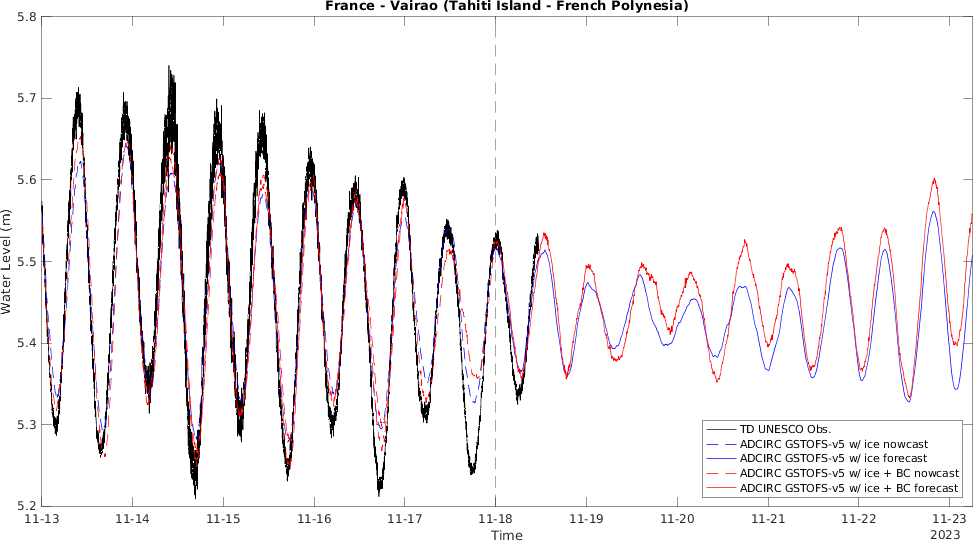 France - Vairao (Tahiti Island - French Polynesia)
Water Level (m)
5.8
5.7
5.6
5.5
5.4
5.3
5.2
11-13 11-14 11-15 11-16 11-17 11-18 11-19 11-20 11-21 11-22 11-23
2023
Time
TD UNESCO Obs.
ADCIRC GSTOFS-v5 w/ ice nowcast
ADCIRC GSTOFS-v5 w/ ice forecast
ADCIRC GSTOFS-v5 w/ ice + BC nowcast
ADCIRC GSTOFS-v5 w/ ice + BC forecast